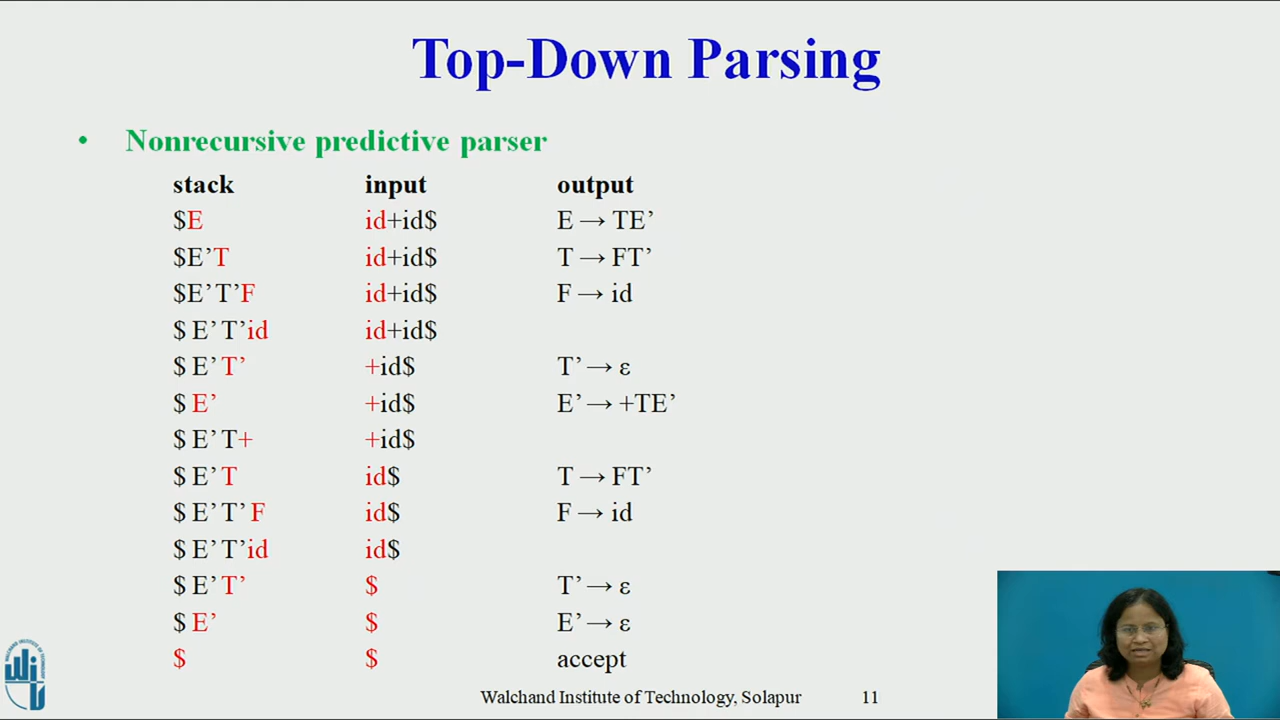 Top-Down Parsing
• Nonrecursive predictive parser
stack input output
$E id+id$ E → TE’
$E’T id+id$ T → FT’
$E’T’F id+id$ F → id
$ E’T’id id+id$
$ E’T’ +id$ T’ → ε
$ E’ +id$ E’ → +TE’
$ E’T+ +id$
$ E’T id$ T → FT’
$ E’T’F id$ F → id
$ E’T’id id$
$ E’T’ $ T’ → ε
$ E’ $ E’ → ε
$ $ accept
Walchand Institute of Technology, Solapur 11